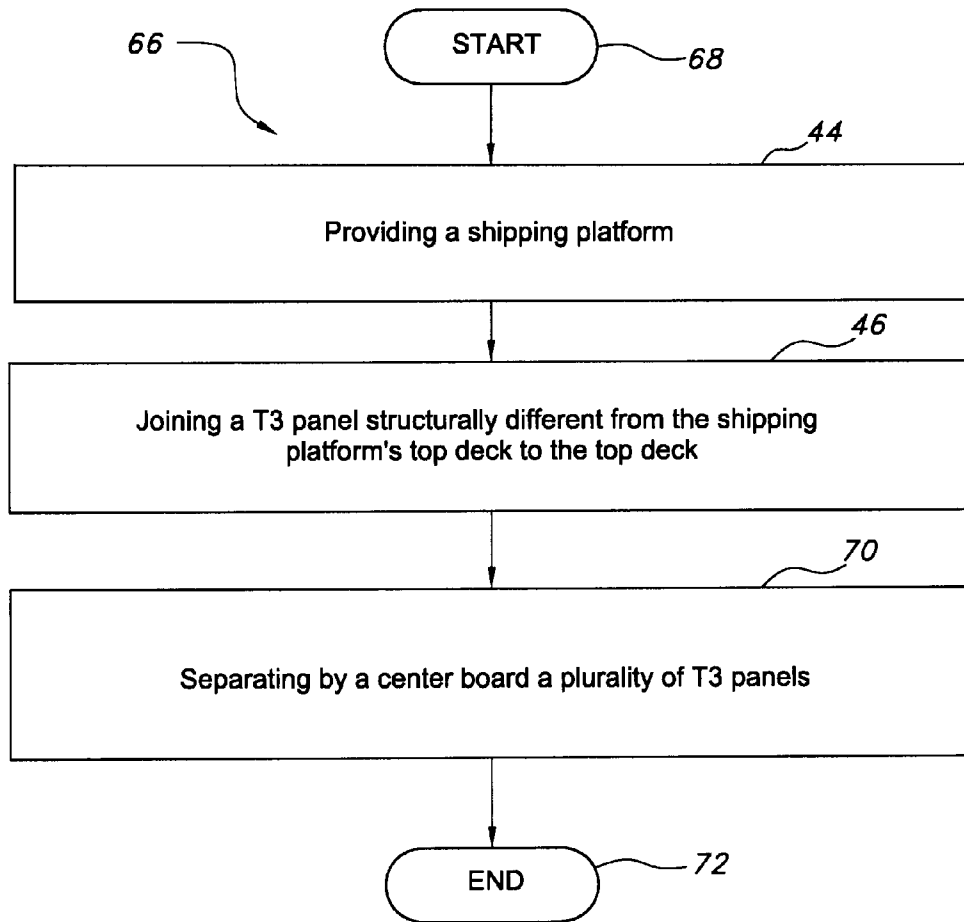 66
START
68
44
Providing a shipping platform
46
Joining a T3 panel structurally different from the shipping
platform's top deck to the top deck
70
Separating by a center board a plurality of T3 panels
END
72